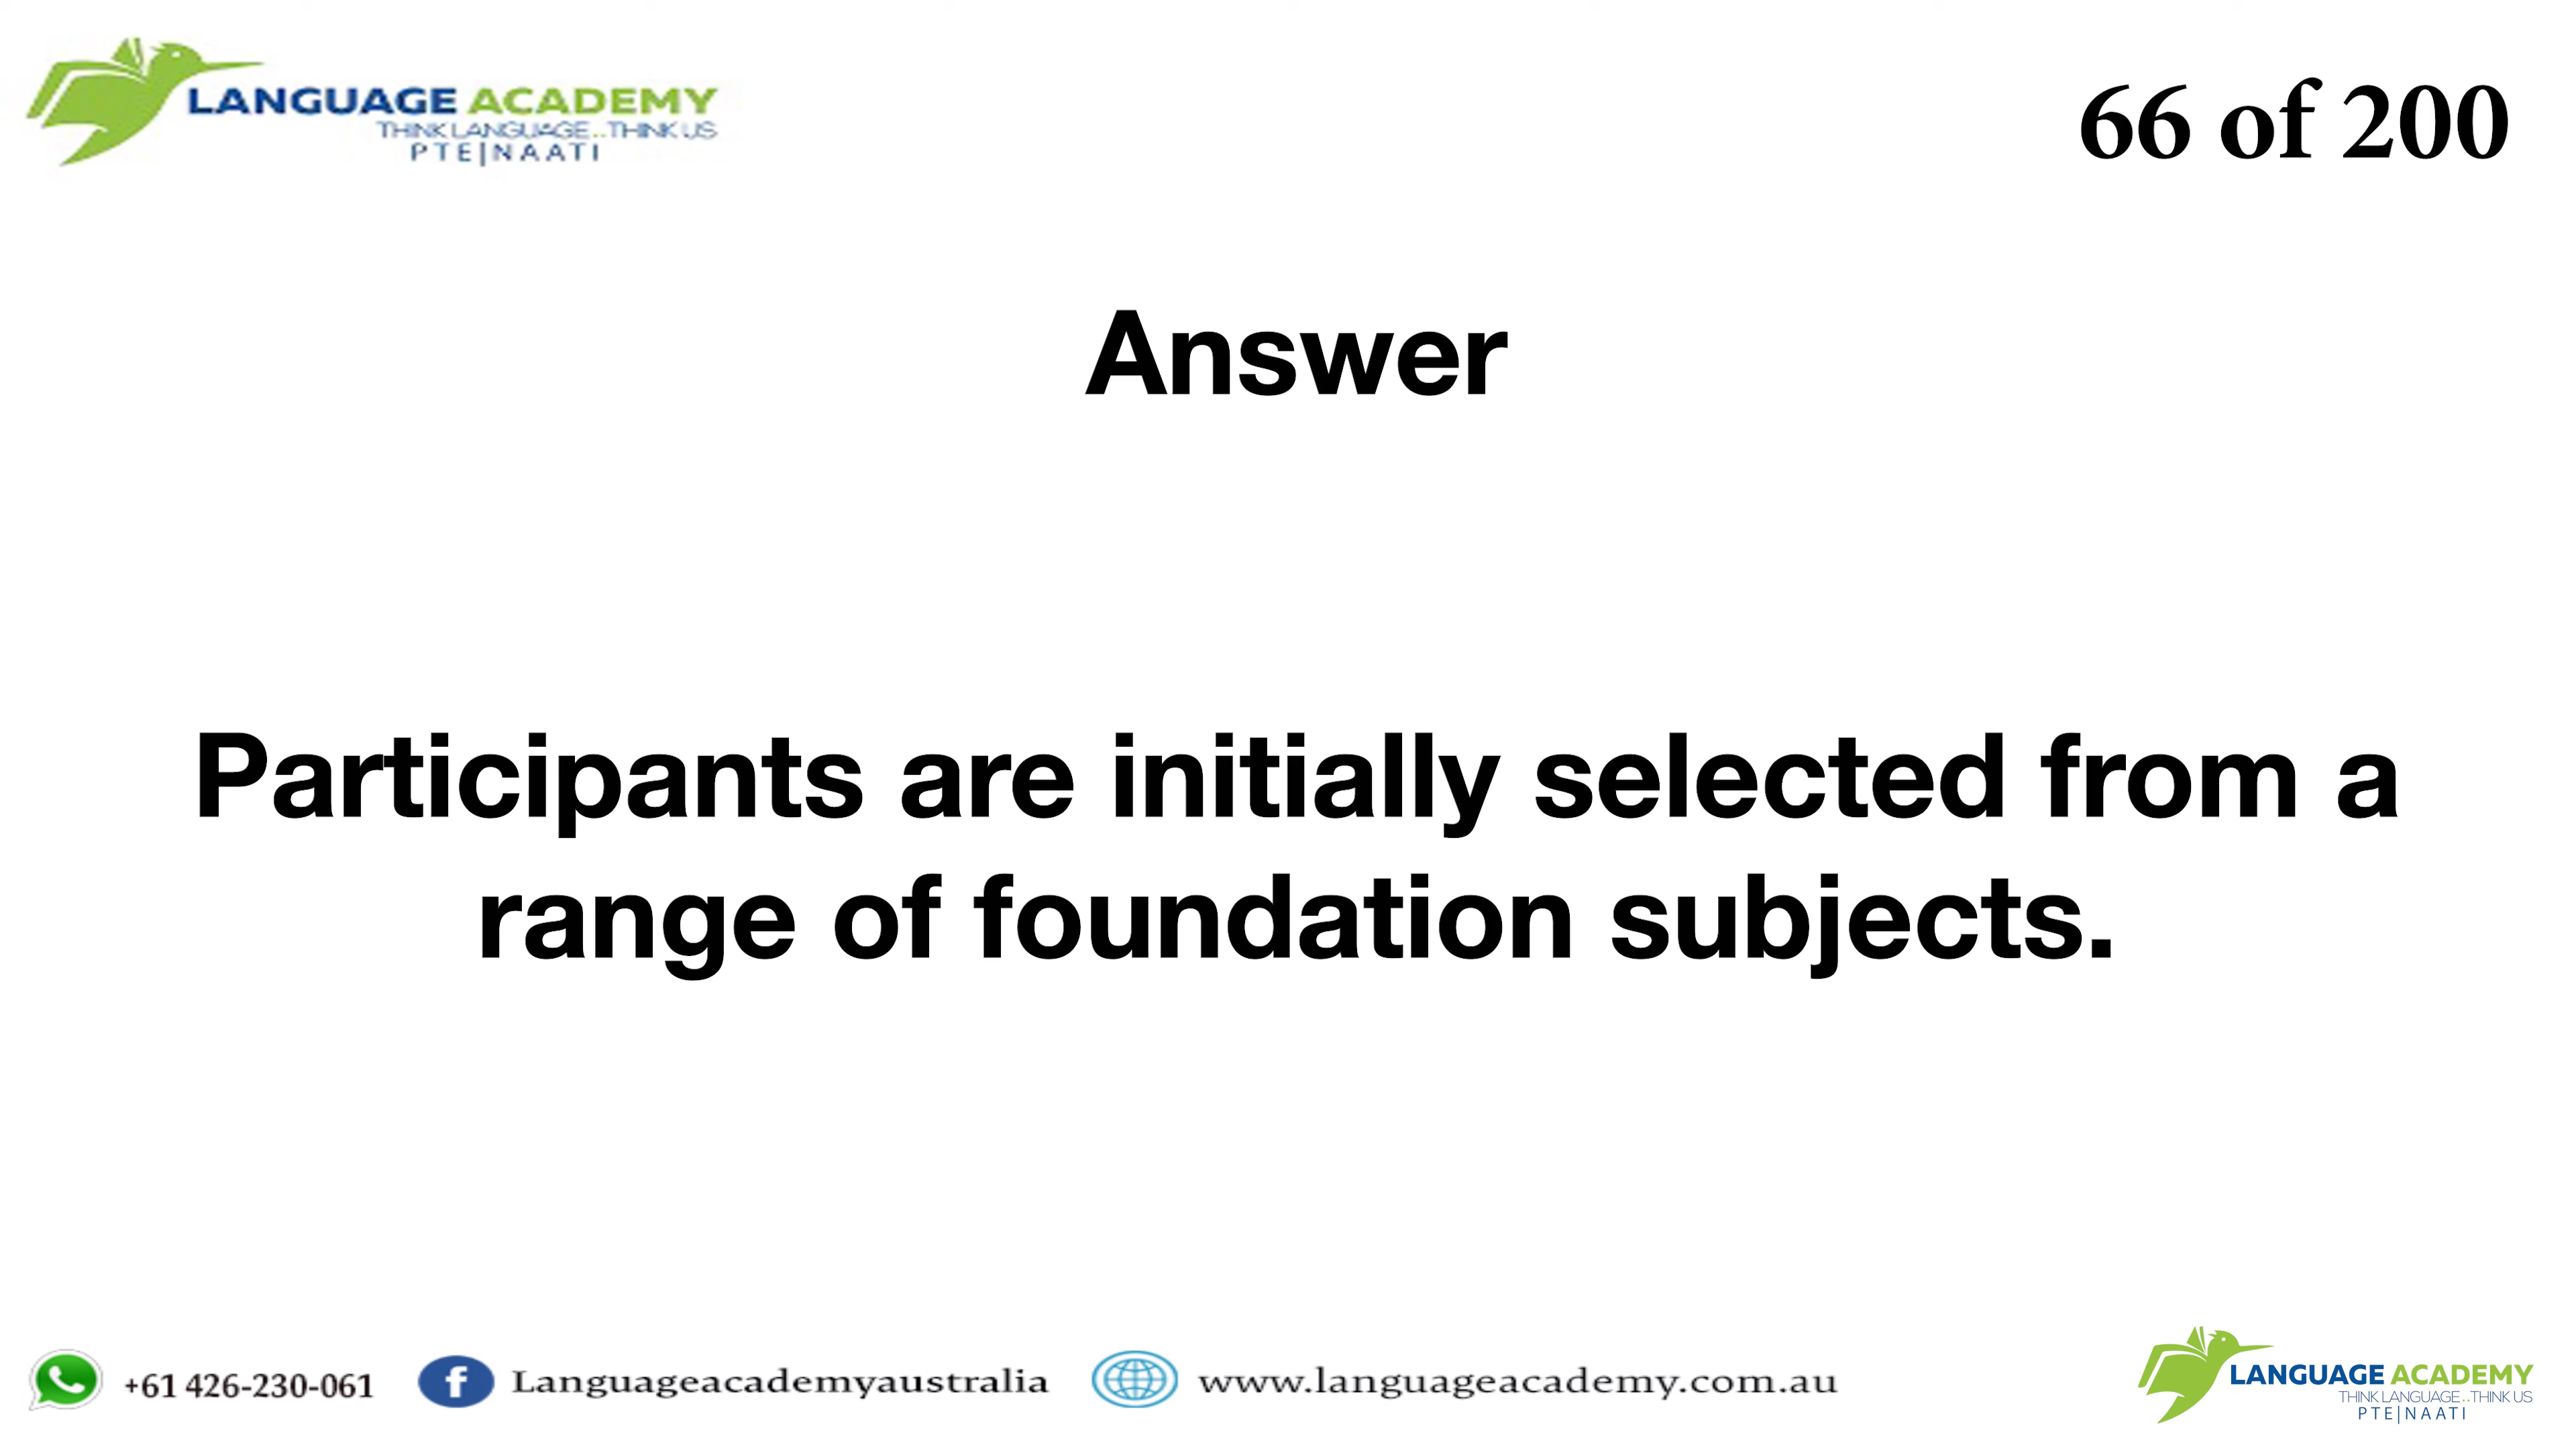 LANGUAGE ACADEMY
THINK LANGUAGE..THINK US
PTE|NAATI
66 of 200
Answer
Participants are initially selected from a
range of foundation subjects.
+61 426-230-061
Languageacademyaustralia
www.languageacademy.com.au
LANGUAGE ACADEMY
THINK LANGUAGE..THINK US
PTE|NAATI